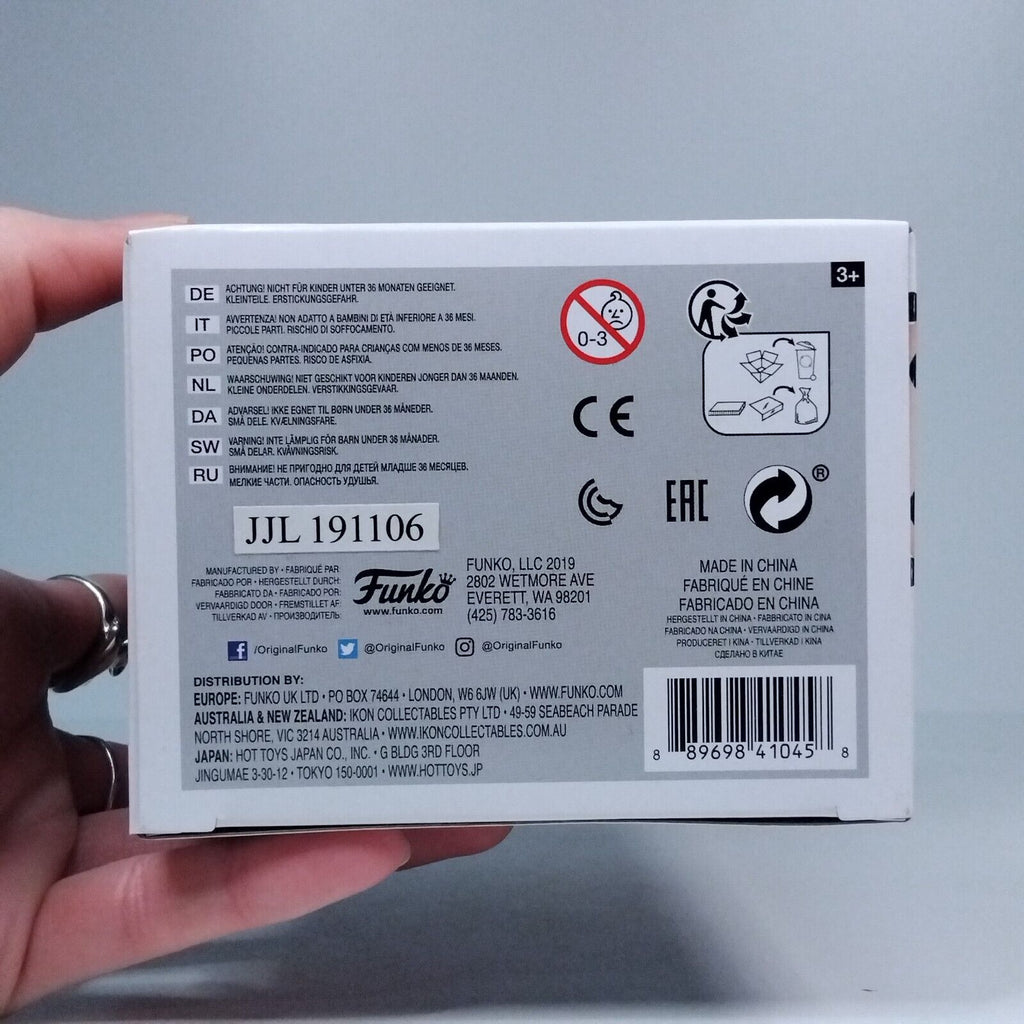 3+
DE ACHTUNG! NICHT FÜR KINDER UNTER 36 MONATEN GEEIGNET.
KLEINTEILE. ERSTICKUNGSGEFAHR.
IT AVVERTENZA! NON ADATTO A BAMBINI DI ETÀ INFERIORE A 36 MESI.
PICCOLE PARTI. RISCHIO DI SOFFOCAMENTO.
PO ATENÇÃO! CONTRA-INDICADO PARA CRIANÇAS COM MENOS DE 36 MESES.
PEQUENAS PARTES. RISCO DE ASFIXIA.
NL WAARSCHUWING! NIET GESCHIKT VOOR KINDEREN JONGER DAN 36 MAANDEN.
KLEINE ONDERDELEN. VERSTIKKINGSGEVAAR.
DA ADVARSEL! IKKE EGNET TIL BØRN UNDER 36 MÅNEDER.
SMÅ DELE. KVÆLNINGSFARE.
SW VARNING! INTE LÄMPLIG FÖR BARN UNDER 36 MÅNADER.
SMÅ DELAR. KVÄVNINGSRISK.
RU ВНИМАНИЕ! НЕ ПРИГОДНО ДЛЯ ДЕТЕЙ МЛАДШЕ 36 МЕСЯЦЕВ.
МЕЛКИЕ ЧАСТИ. ОПАСНОСТЬ УДУШЬЯ.
0-3
CE
EAC
®
JJL 191106
MANUFACTURED BY • FABRIQUÉ PAR
FABRICADO POR • HERGESTELLT DURCH:
FABBRICATO DA • FABRICADO POR:
VERVAARDIGD DOOR • FREMSTILLET AF:
TILLVERKAD AV • ПРОИЗВОДИТЕЛЬ:
Funko
www.funko.com
FUNKO, LLC 2019
2802 WETMORE AVE
EVERETT, WA 98201
(425) 783-3616
MADE IN CHINA
FABRIQUÉ EN CHINE
FABRICADO EN CHINA
HERGESTELLT IN CHINA • FABBRICATO IN CINA
FABRICADO NA CHINA • VERVAARDIGD IN CHINA
PRODUCERET I KINA • TILLVERKAD I KINA
СДЕЛАНО В КИТАЕ
f /OriginalFunko @OriginalFunko @OriginalFunko
DISTRIBUTION BY:
EUROPE: FUNKO UK LTD • PO BOX 74644 • LONDON, W6 6JW (UK) • WWW.FUNKO.COM
AUSTRALIA & NEW ZEALAND: IKON COLLECTABLES PTY LTD • 49-59 SEABEACH PARADE
NORTH SHORE, VIC 3214 AUSTRALIA • WWW.IKONCOLLECTABLES.COM.AU
JAPAN: HOT TOYS JAPAN CO., INC. • G BLDG 3RD FLOOR
JINGUMAE 3-30-12 • TOKYO 150-0001 • WWW.HOTTOYS.JP
8 89698 41045 8